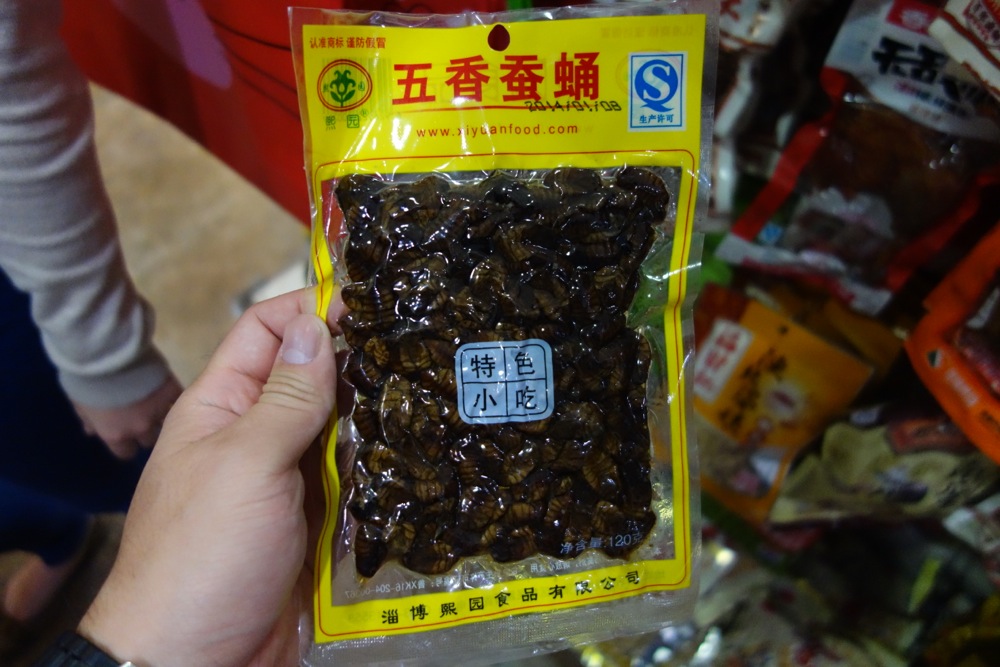 认准商标 谨防假冒
五香蚕蛹
2014/01/08
熙园
www.xiyuanfood.com
生产许可
特色
小吃
净含量:120克
淄博熙园食品有限公司